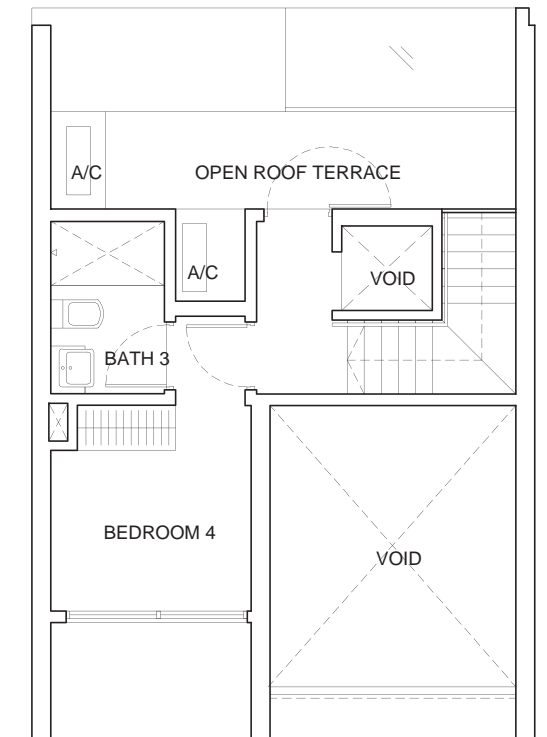 A/C
OPEN ROOF TERRACE
A/C
VOID
BATH 3
BEDROOM 4
VOID